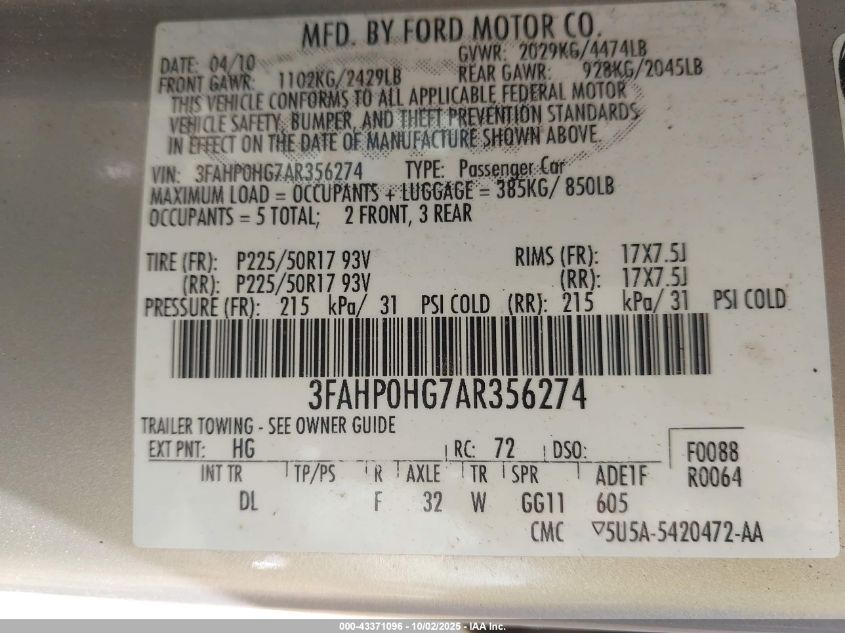 MFD. BY FORD MOTOR CO.
DATE: 04/10 GVWR: 2029KG/4474LB
FRONT GAWR: 1102KG/2429LB REAR GAWR: 928KG/2045LB
THIS VEHICLE CONFORMS TO ALL APPLICABLE FEDERAL MOTOR
VEHICLE SAFETY, BUMPER, AND THEFT PREVENTION STANDARDS
IN EFFECT ON THE DATE OF MANUFACTURE SHOWN ABOVE.
VIN: 3FAHP0HG7AR356274 TYPE: Passenger Car
MAXIMUM LOAD = OCCUPANTS + LUGGAGE = 385KG/ 850LB
OCCUPANTS = 5 TOTAL; 2 FRONT, 3 REAR
TIRE (FR): P225/50R17 93V RIMS (FR): 17X7.5J
(RR): P225/50R17 93V (RR): 17X7.5J
PRESSURE (FR): 215 kPa/ 31 PSI COLD (RR): 215 kPa/ 31 PSI COLD
3FAHP0HG7AR356274
TRAILER TOWING - SEE OWNER GUIDE
EXT PNT: HG RC: 72 DSO: F0088
INT TR TP/PS R AXLE TR SPR ADE1F R0064
DL F 32 W GG11 605
CMC ▽5U5A-5420472-AA
000-43371096 - 10/02/2025 - IAA Inc.